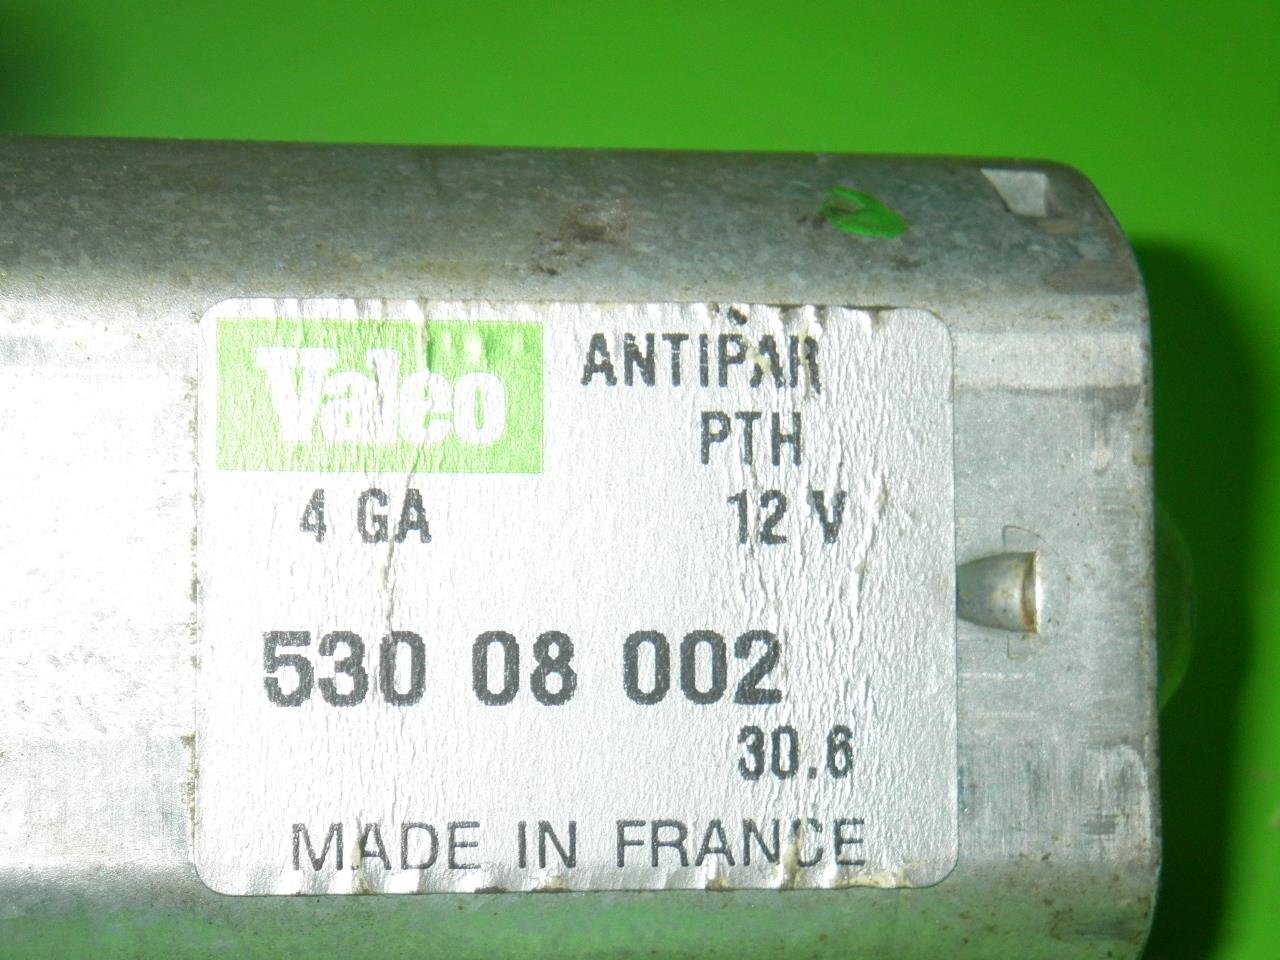 Valeo
ANTIPAR
PTH
4 GA 12 V
530 08 002
30.6
MADE IN FRANCE